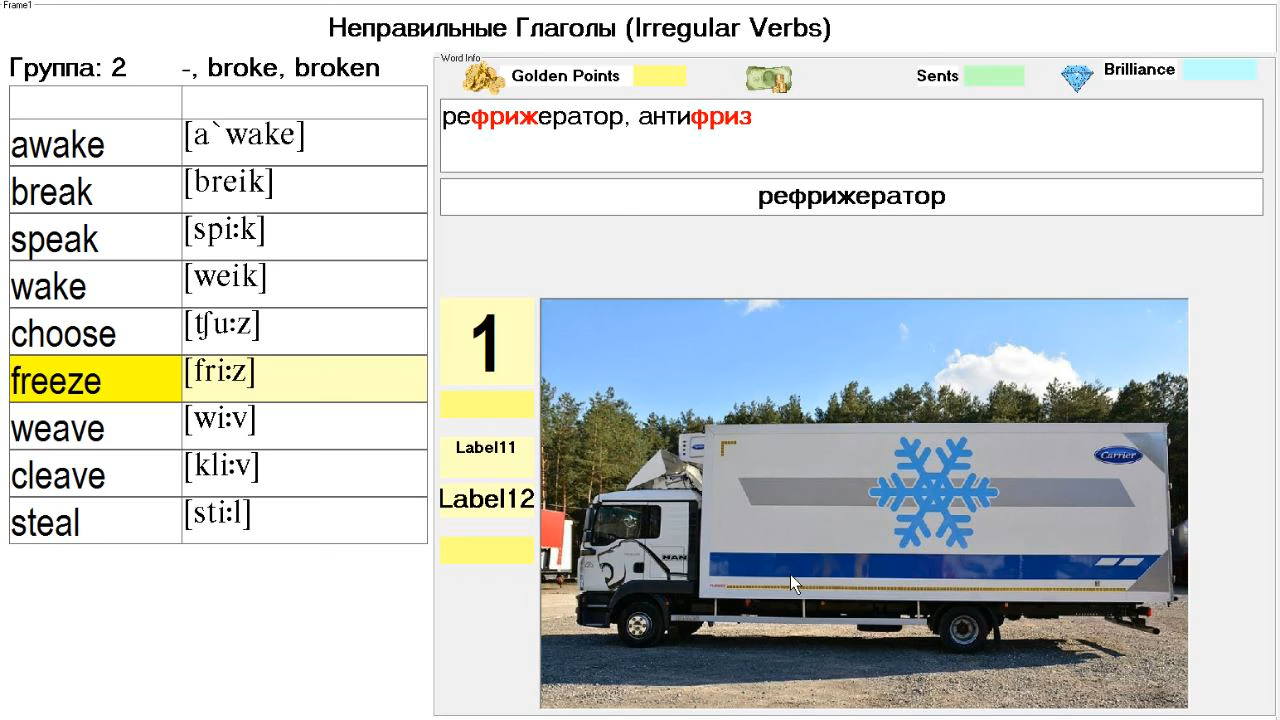 Frame1
Неправильные Глаголы (Irregular Verbs)
Группа: 2 -, broke, broken
awake [a`wake]
break [breik]
speak [spi:k]
wake [weik]
choose [tʃu:z]
freeze [fri:z]
weave [wi:v]
cleave [kli:v]
steal [sti:l]
Word Info
Golden Points
Sents
Brilliance
рефрижератор, антифриз
рефрижератор
1
Label11
Label12
Carrier
MAN